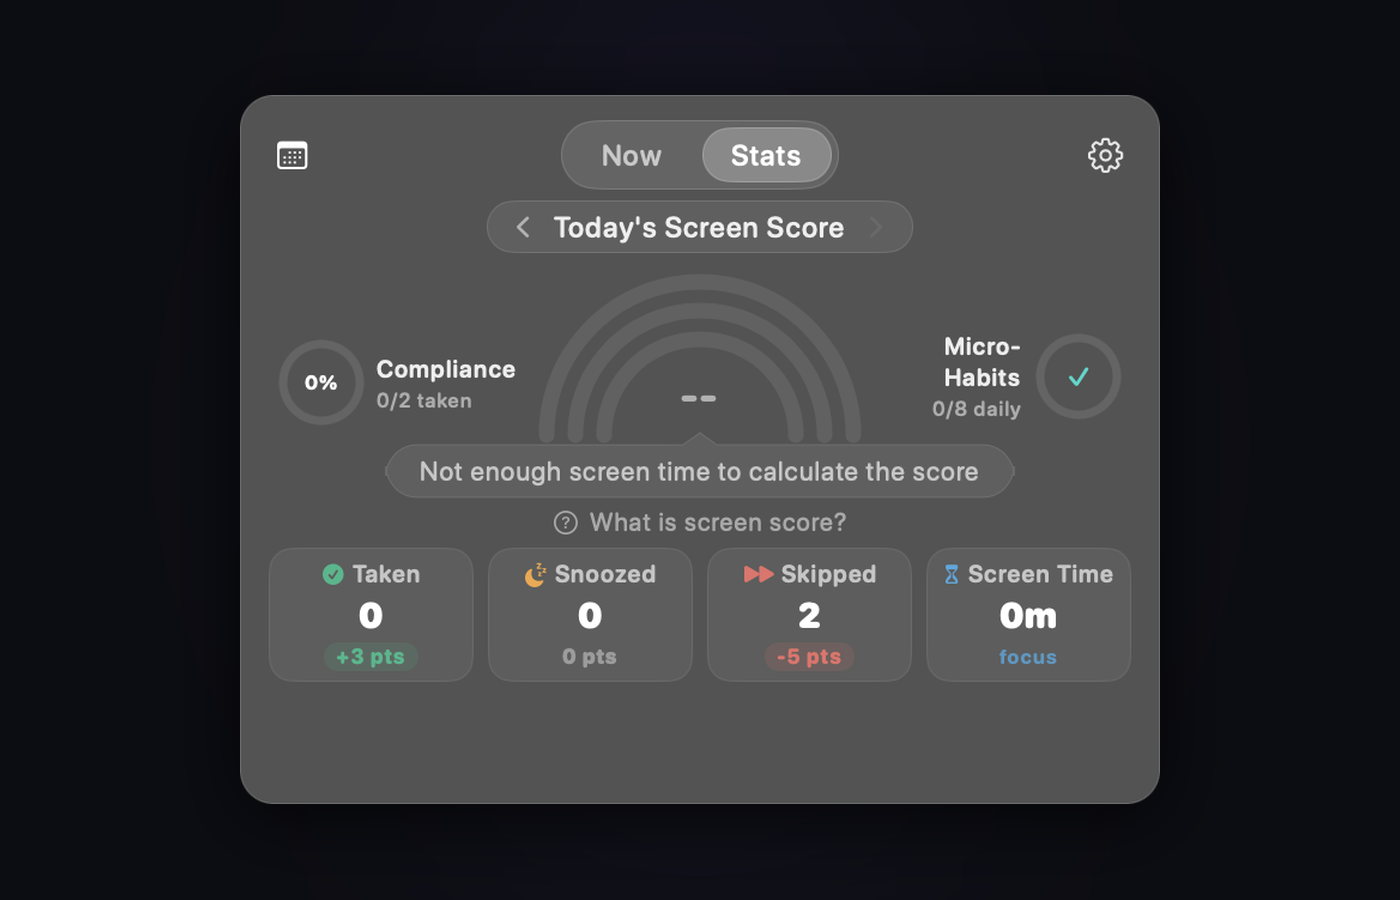 Now
Stats
Today's Screen Score
0%
Compliance
0/2 taken
--
Micro-
Habits
0/8 daily
Not enough screen time to calculate the score
? What is screen score?
Taken
0
+3 pts
Snoozed
0
0 pts
Skipped
2
-5 pts
Screen Time
0m
focus